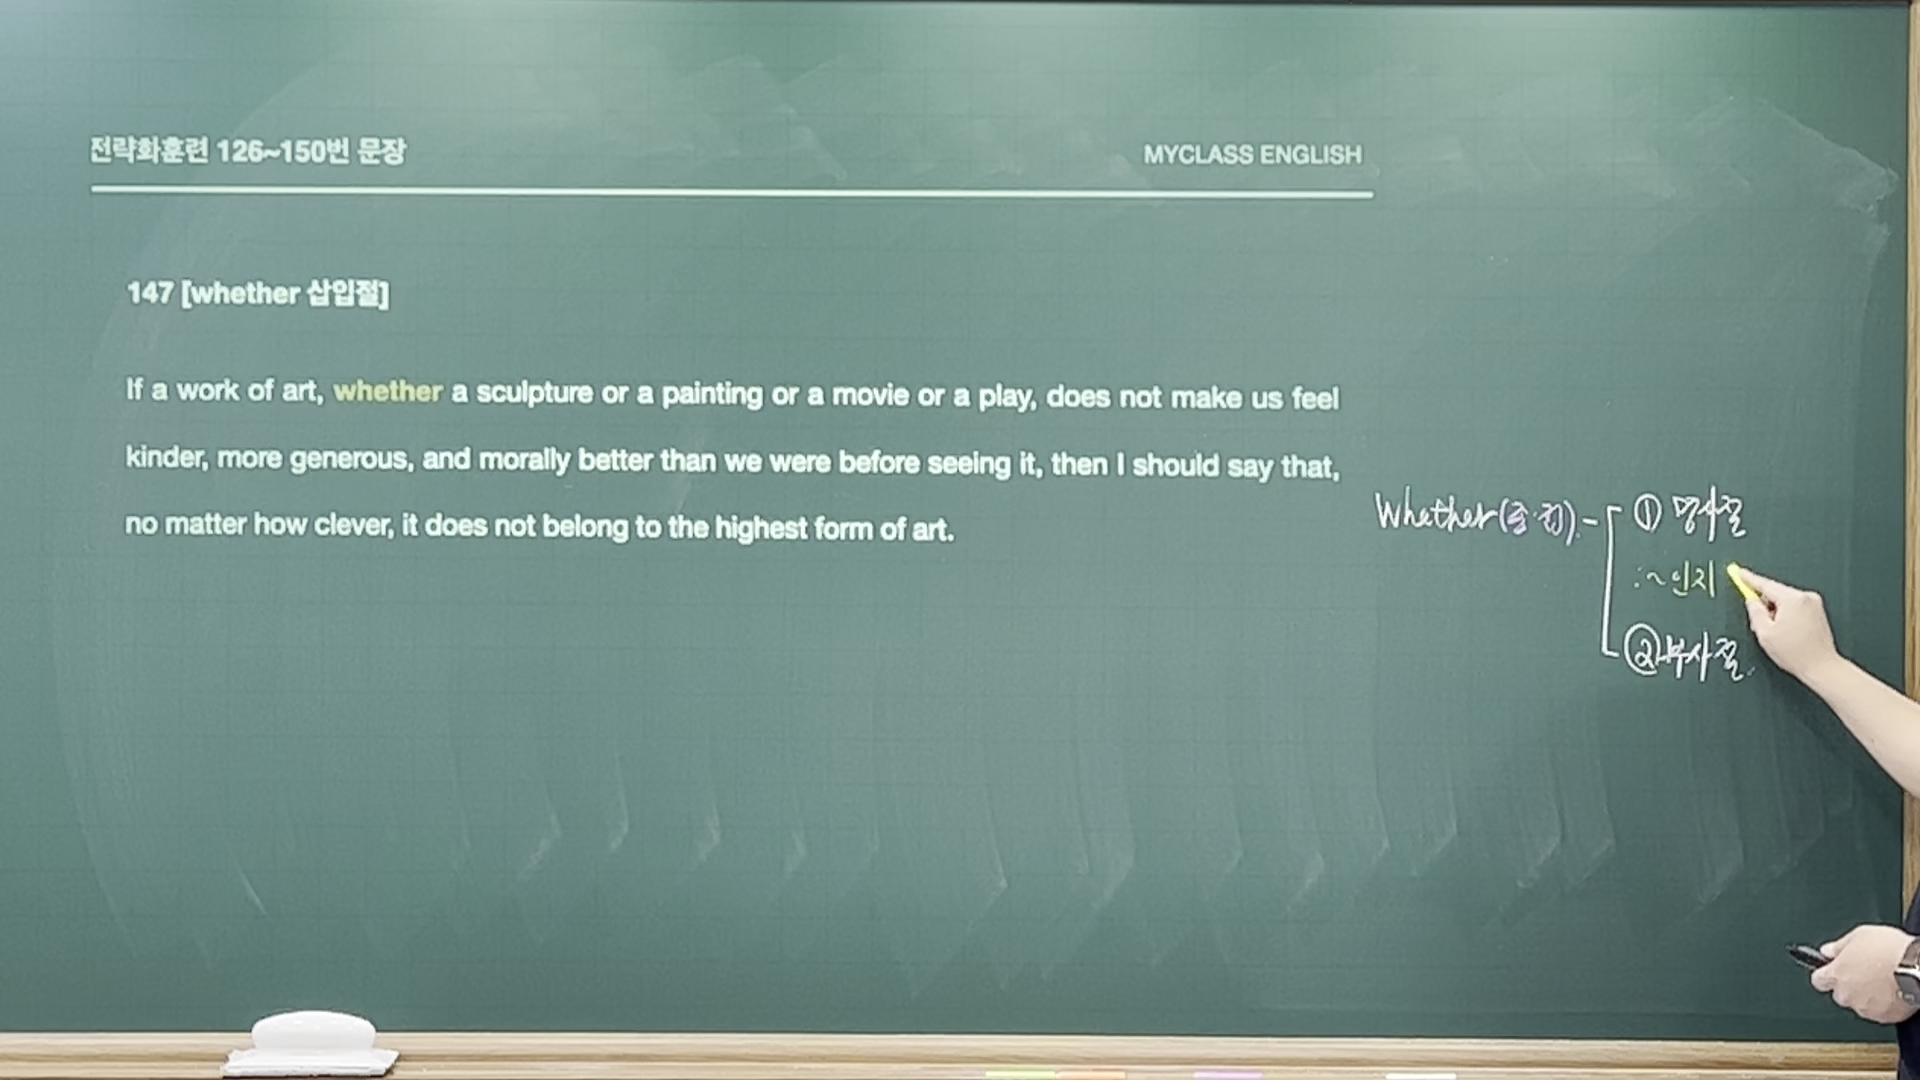 전략화훈련 126~150번 문장
MYCLASS ENGLISH
147 [whether 삽입절]
If a work of art, whether a sculpture or a painting or a movie or a play, does not make us feel
kinder, more generous, and morally better than we were before seeing it, then I should say that,
no matter how clever, it does not belong to the highest form of art.
Whether(종·접). ① 명사절
: ~인지
② 부사절.